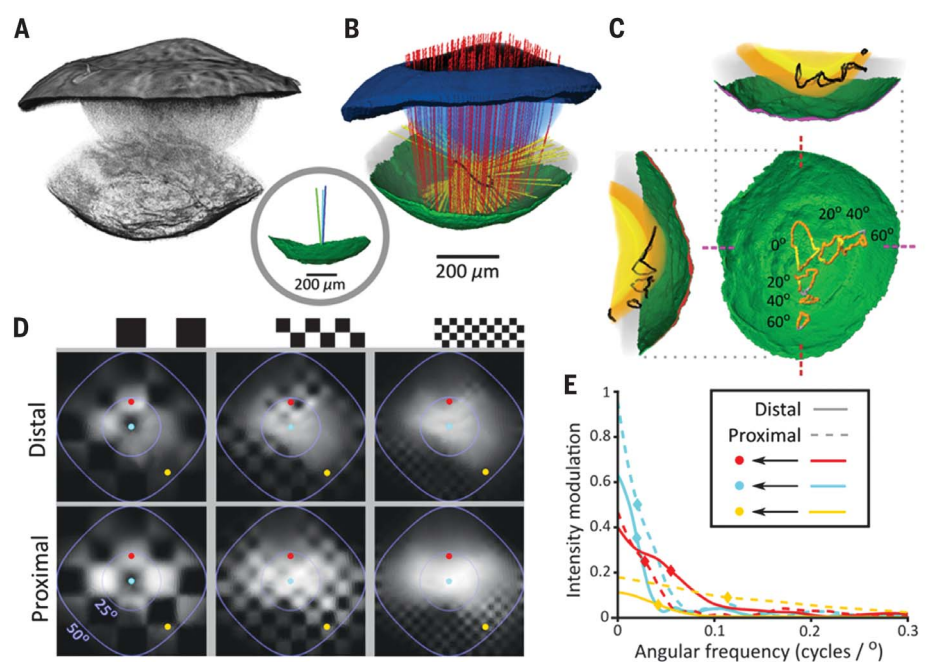 A
B
C
200 µm
200 µm
20° 40°
0°
60°
20°
40°
60°
D
Distal
Proximal
25°
50°
E
Intensity modulation
1
0.8
0.6
0.4
0.2
0
0
0.1
0.2
0.3
Angular frequency (cycles / °)
Distal
Proximal